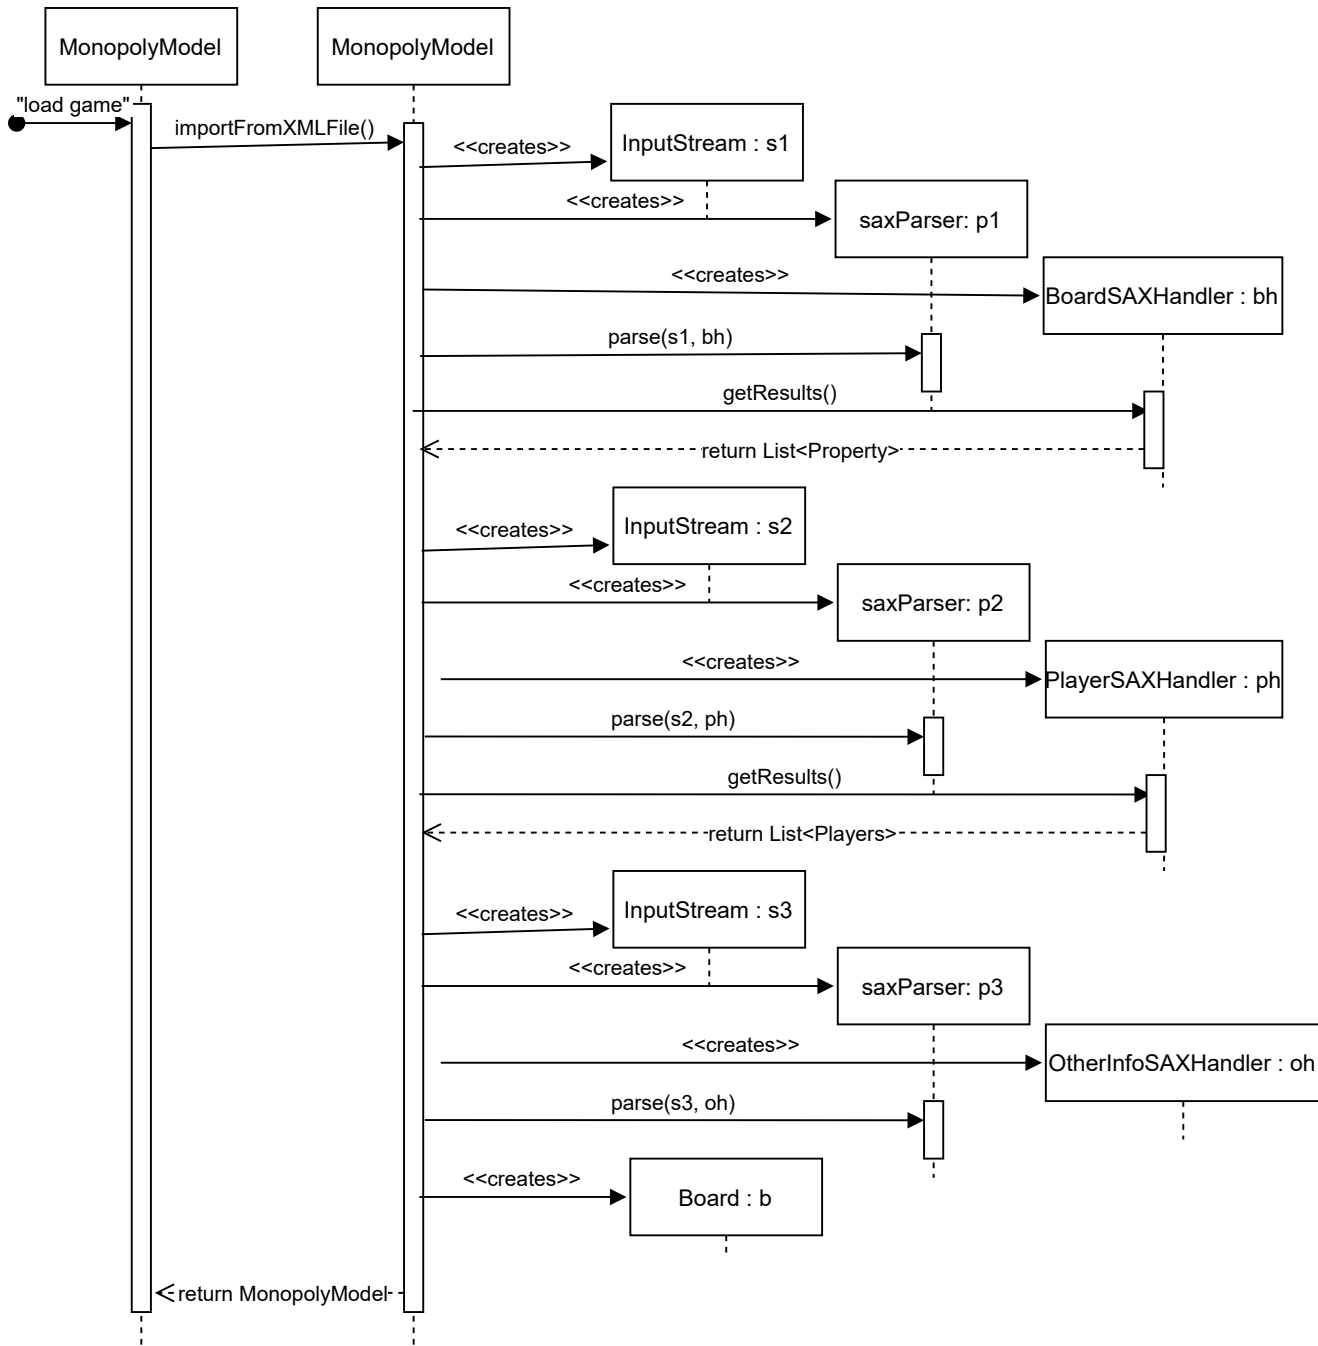 MonopolyModel
MonopolyModel
"load game"
importFromXMLFile()
<<creates>>
InputStream : s1
<<creates>>
saxParser: p1
<<creates>>
BoardSAXHandler : bh
parse(s1, bh)
getResults()
return List<Property>
<<creates>>
InputStream : s2
<<creates>>
saxParser: p2
<<creates>>
PlayerSAXHandler : ph
parse(s2, ph)
getResults()
return List<Players>
<<creates>>
InputStream : s3
<<creates>>
saxParser: p3
<<creates>>
OtherInfoSAXHandler : oh
parse(s3, oh)
<<creates>>
Board : b
return MonopolyModel